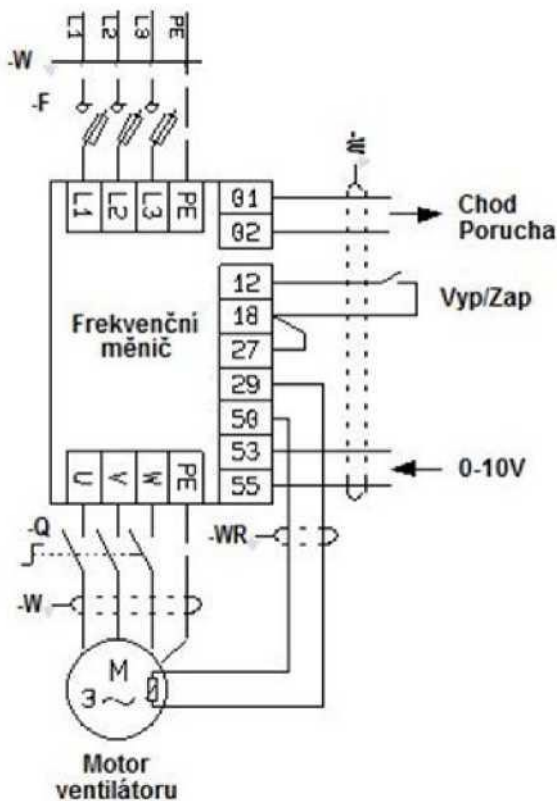 L1 L2 L3 PE
-W
-F
-W
L1 L2 L3 PE
01
02
Chod
Porucha
12
18
Vyp/Zap
27
Frekvenční
měnič
29
50
53
55
0-10V
U V W PE
-Q
-WR
-W
M
3 ~
Motor
ventilátoru